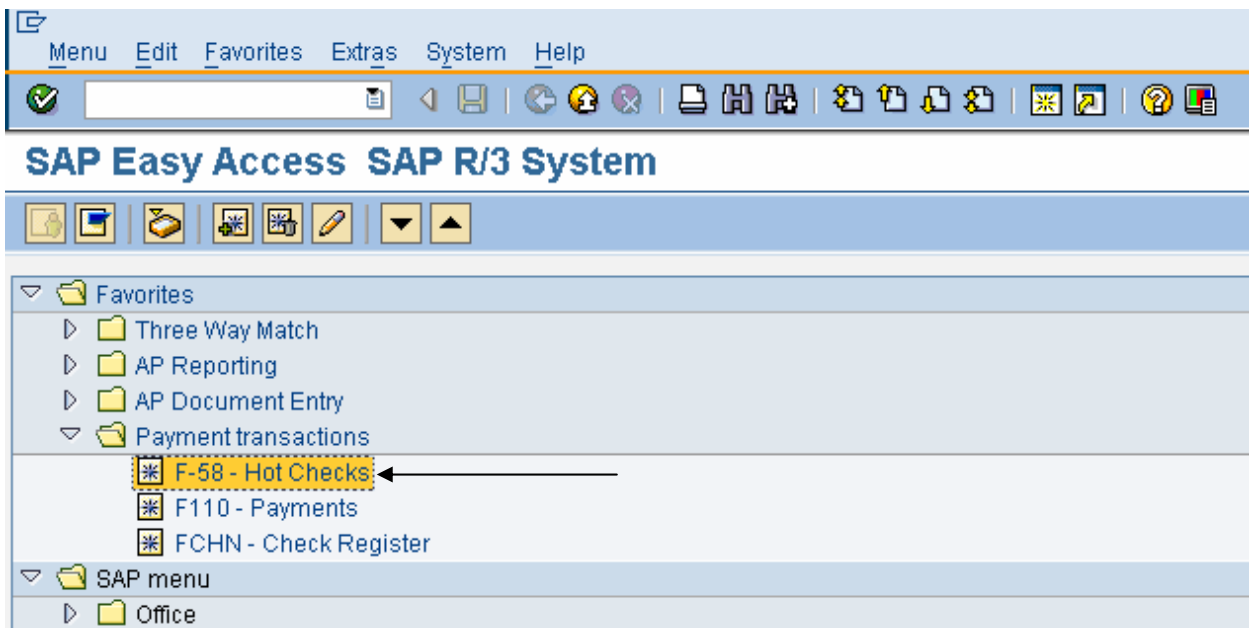 Menu Edit Favorites Extras System Help
SAP Easy Access SAP R/3 System
Favorites
Three Way Match
AP Reporting
AP Document Entry
Payment transactions
F-58 - Hot Checks
F110 - Payments
FCHN - Check Register
SAP menu
Office